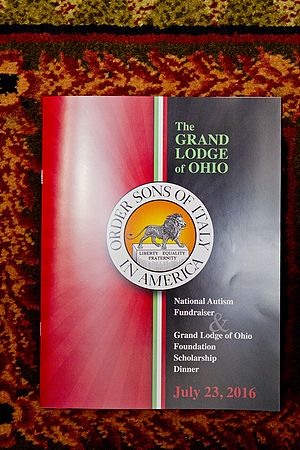 The
GRAND
LODGE
of OHIO
ORDER SONS OF ITALY
IN AMERICA
LIBERTY EQUALITY
FRATERNITY
National Autism
Fundraiser
&
Grand Lodge of Ohio
Foundation
Scholarship
Dinner
July 23, 2016